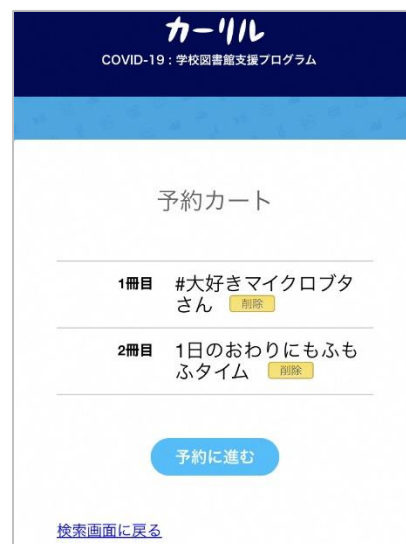 カーリル
COVID-19：学校図書館支援プログラム
予約カート
1冊目 #大好きマイクロブタ
さん 削除
2冊目 1日のおわりにもふも
ふタイム 削除
予約に進む
検索画面に戻る